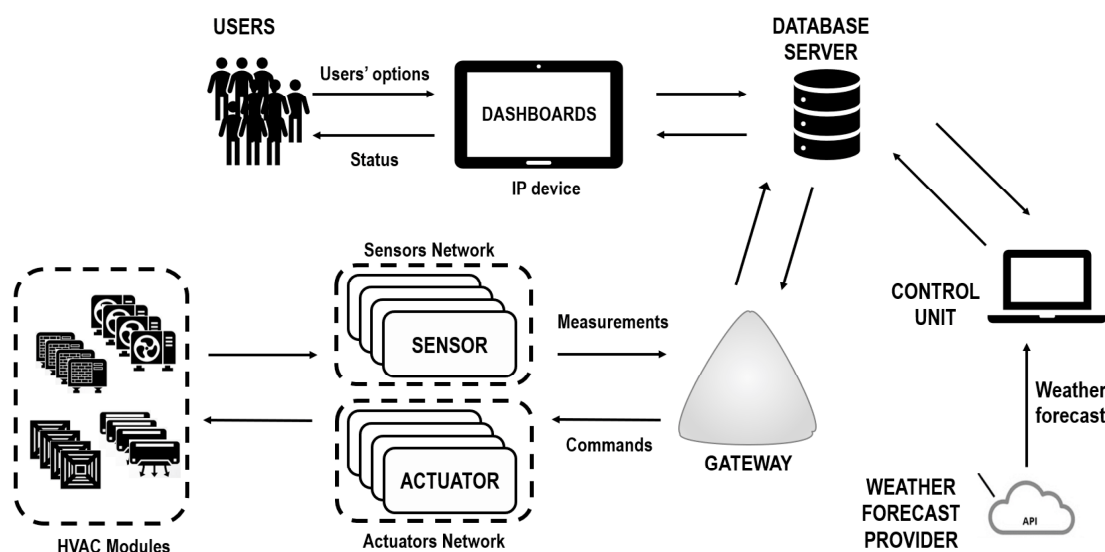 USERS
DATABASE
SERVER
Users' options
DASHBOARDS
Status
IP device
Sensors Network
SENSOR
Measurements
CONTROL
UNIT
Weather
forecast
Commands
ACTUATOR
GATEWAY
WEATHER
FORECAST
PROVIDER
API
HVAC Modules
Actuators Network